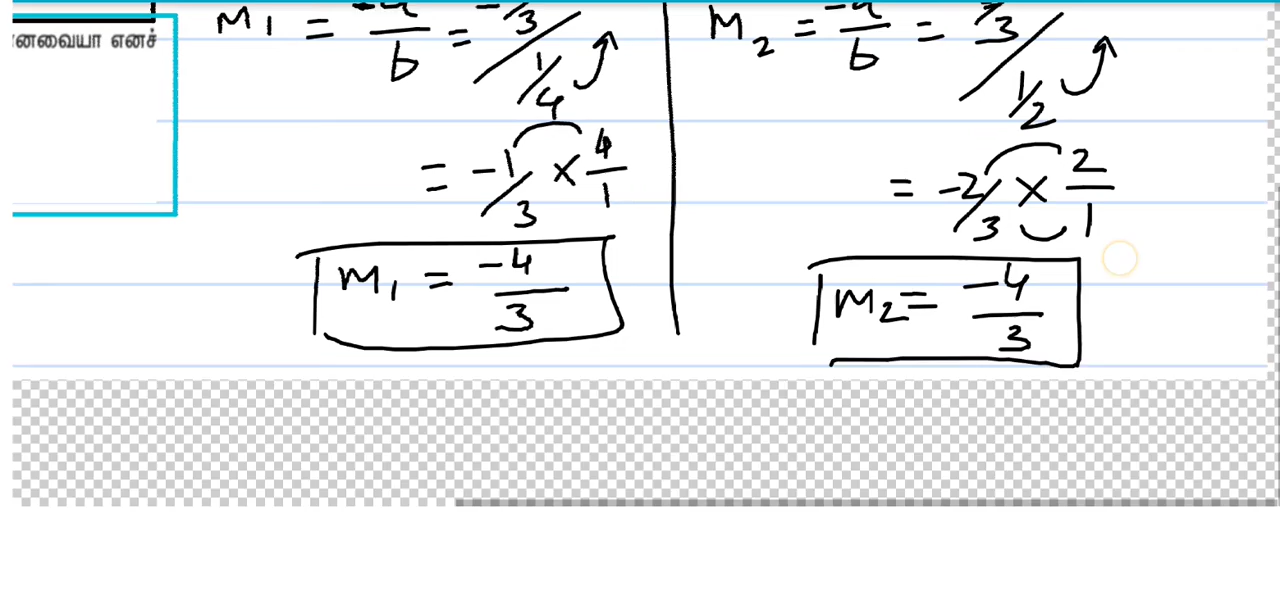 னவையா எனச்
M₁ = -a/b = -1/3 / 1/4
= -1/3 × 4/1
M₁ = -4/3
M₂ = -a/b = /3 / 1/2
= -2/3 × 2/1
M₂ = -4/3